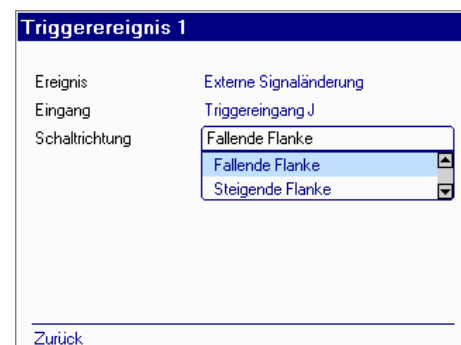 Triggerereignis 1
Ereignis Externe Signaländerung
Eingang Triggereingang J
Schaltrichtung Fallende Flanke
Fallende Flanke
Steigende Flanke
Zurück